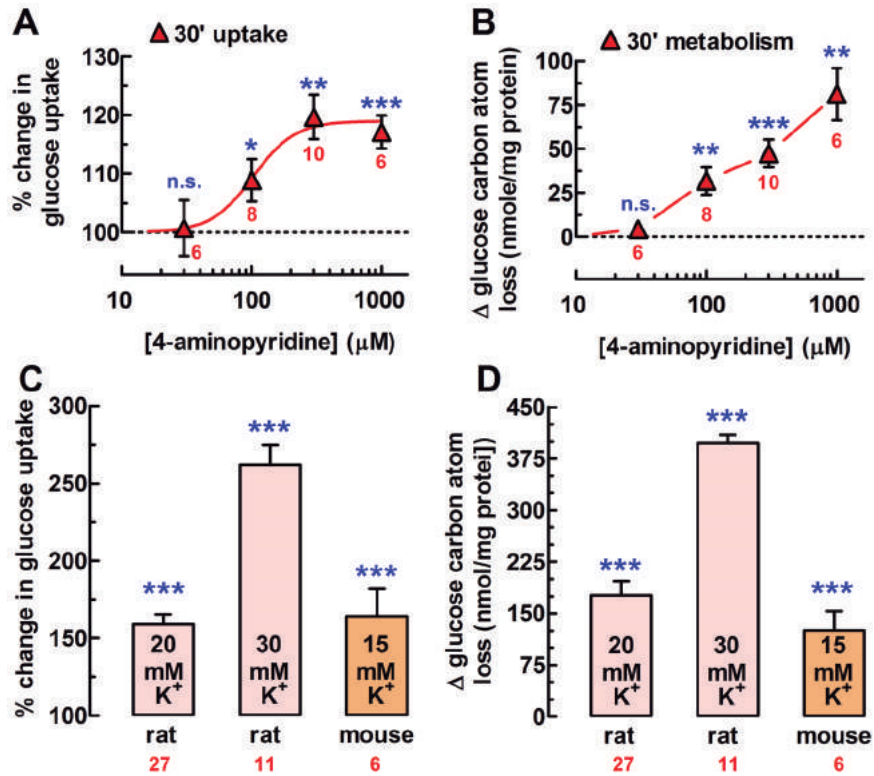 A
▲ 30' uptake
% change in
glucose uptake
130
120
110
100
n.s.
*
**
***
6
8
10
6
10
100
1000
[4-aminopyridine] (μM)
B
▲ 30' metabolism
Δ glucose carbon atom
loss (nmole/mg protein)
100
75
50
25
0
n.s.
**
***
**
6
8
10
6
10
100
1000
[4-aminopyridine] (μM)
C
% change in glucose uptake
300
250
200
150
100
***
***
***
20
mM
K⁺
30
mM
K⁺
15
mM
K⁺
rat
rat
mouse
27
11
6
D
Δ glucose carbon atom
loss (nmol/mg protei])
450
375
300
225
150
75
0
***
***
***
20
mM
K⁺
30
mM
K⁺
15
mM
K⁺
rat
rat
mouse
27
11
6